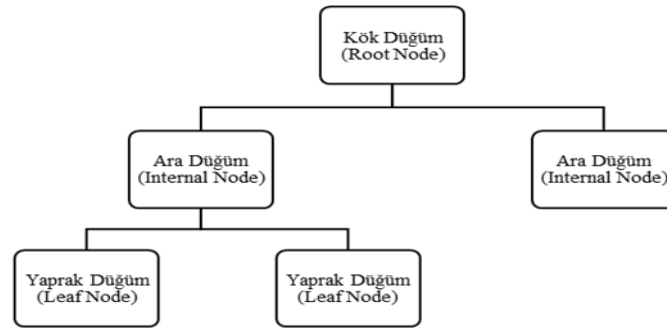 Kök Düğüm
(Root Node)
Ara Düğüm
(Internal Node)
Ara Düğüm
(Internal Node)
Yaprak Düğüm
(Leaf Node)
Yaprak Düğüm
(Leaf Node)